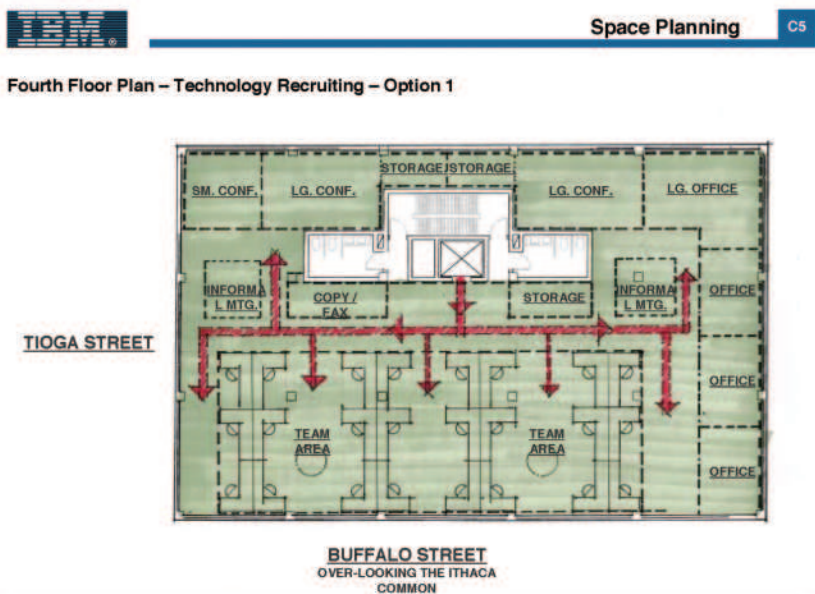 IBM®
Space Planning
C5
Fourth Floor Plan – Technology Recruiting – Option 1
STORAGE STORAGE
SM. CONF. LG. CONF. LG. CONF. LG. OFFICE
INFORMA
L MTG.
COPY /
FAX
STORAGE
INFORMA
L MTG.
OFFICE
TIOGA STREET
OFFICE
TEAM
AREA
TEAM
AREA
OFFICE
BUFFALO STREET
OVER-LOOKING THE ITHACA
COMMON